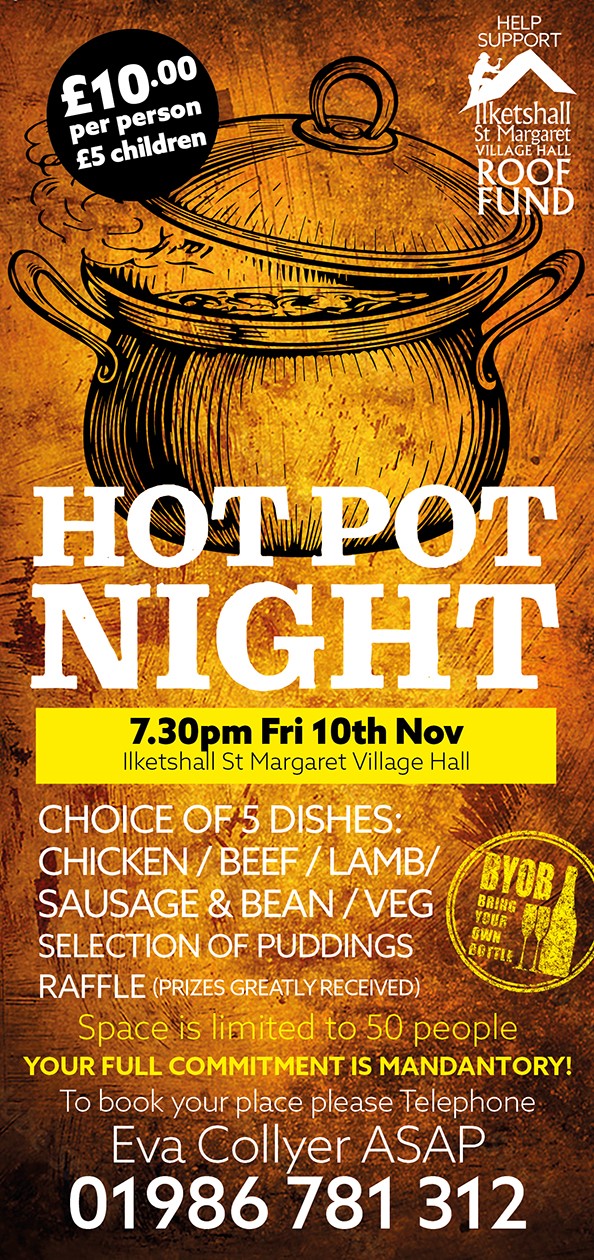 £10.00
per person
£5 children
HELP
SUPPORT
Ilketshall
St Margaret
VILLAGE HALL
ROOF
FUND
HOT POT
NIGHT
7.30pm Fri 10th Nov
Ilketshall St Margaret Village Hall
CHOICE OF 5 DISHES:
CHICKEN / BEEF / LAMB/
SAUSAGE & BEAN / VEG
SELECTION OF PUDDINGS
RAFFLE (PRIZES GREATLY RECEIVED)
BYOB
BRING
YOUR
OWN
BOTTLE
Space is limited to 50 people
YOUR FULL COMMITMENT IS MANDANTORY!
To book your place please Telephone
Eva Collyer ASAP
01986 781 312